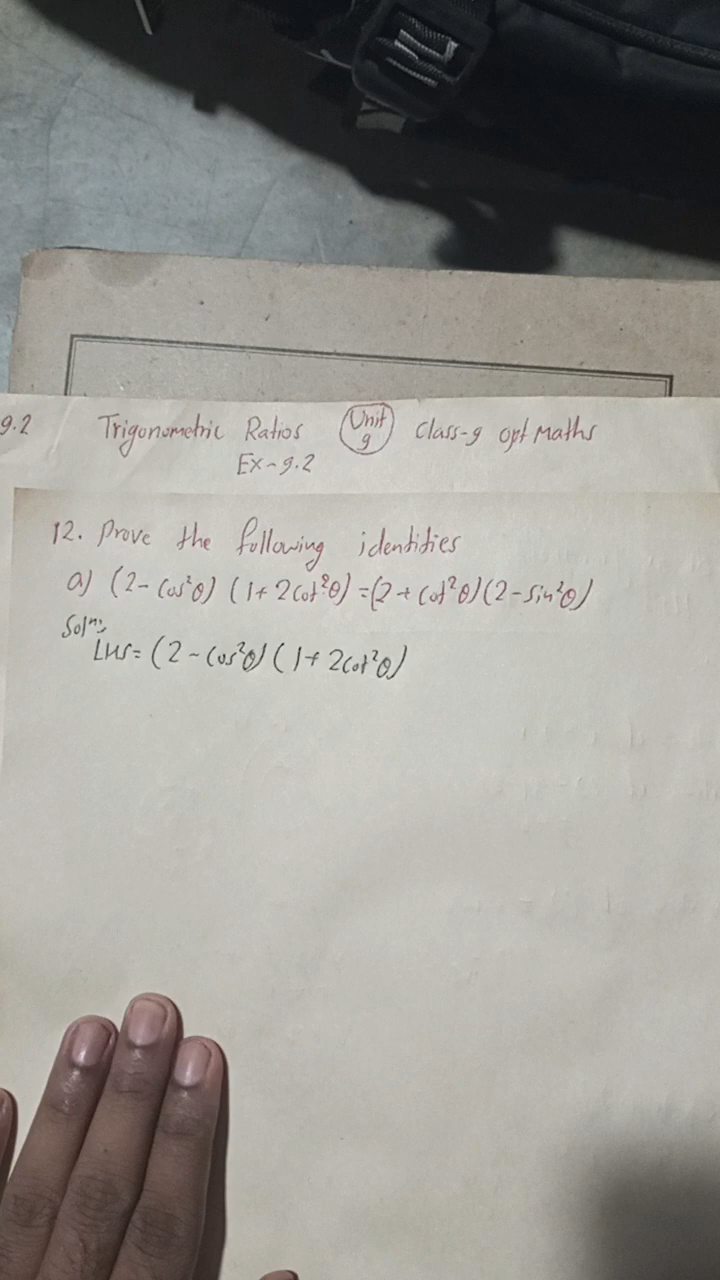 9.2 Trigonometric Ratios Unit 9 Class-9 opt Maths
Ex-9.2
12. Prove the following identities
a) (2 - Cos²θ) (1 + 2Cot²θ) = (2 + Cot²θ)(2 - Sin²θ)
Solⁿ:,
LHS = (2 - Cos²θ) (1 + 2Cot²θ)